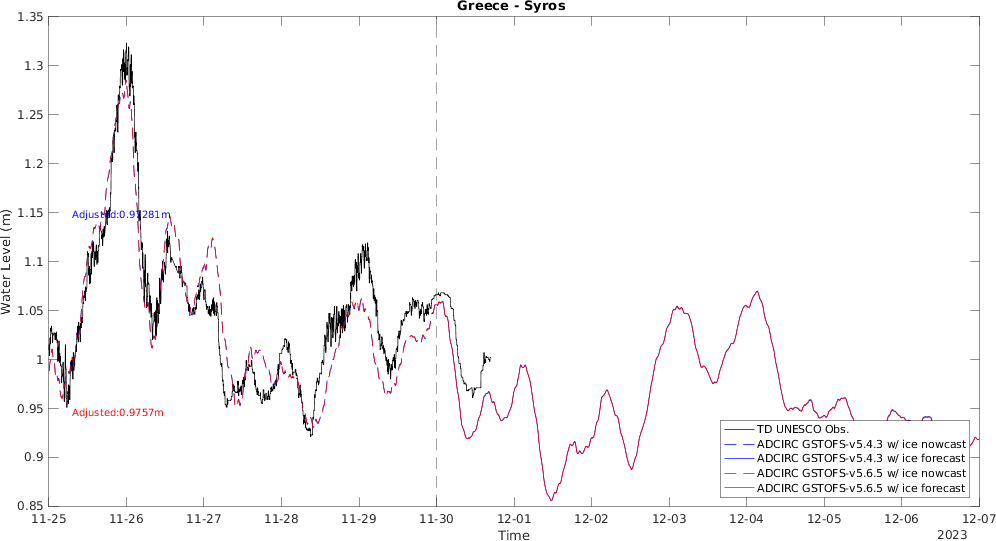 Greece - Syros
1.35
1.3
1.25
1.2
1.15
1.1
1.05
1
0.95
0.9
0.85
Water Level (m)
Adjusted:0.97281m
Adjusted:0.9757m
TD UNESCO Obs.
ADCIRC GSTOFS-v5.4.3 w/ ice nowcast
ADCIRC GSTOFS-v5.4.3 w/ ice forecast
ADCIRC GSTOFS-v5.6.5 w/ ice nowcast
ADCIRC GSTOFS-v5.6.5 w/ ice forecast
11-25 11-26 11-27 11-28 11-29 11-30 12-01 12-02 12-03 12-04 12-05 12-06 12-07
Time
2023